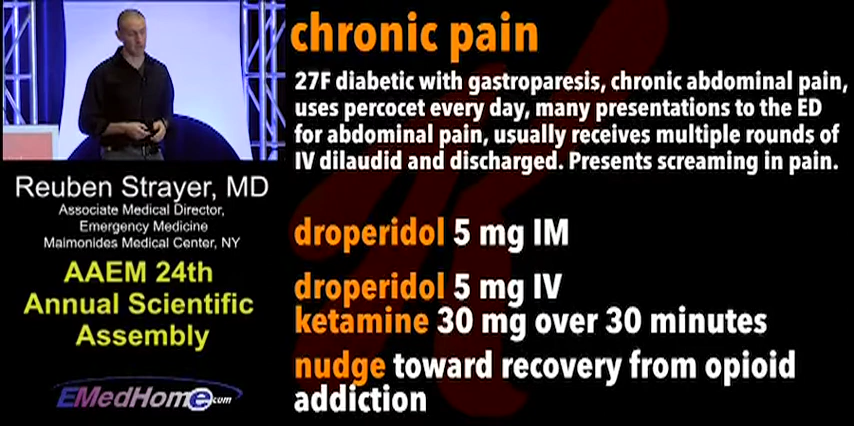 chronic pain
27F diabetic with gastroparesis, chronic abdominal pain,
uses percocet every day, many presentations to the ED
for abdominal pain, usually receives multiple rounds of
IV dilaudid and discharged. Presents screaming in pain.
droperidol 5 mg IM
droperidol 5 mg IV
ketamine 30 mg over 30 minutes
nudge toward recovery from opioid
addiction
Reuben Strayer, MD
Associate Medical Director,
Emergency Medicine
Maimonides Medical Center, NY
AAEM 24th
Annual Scientific
Assembly
EMedHome.com